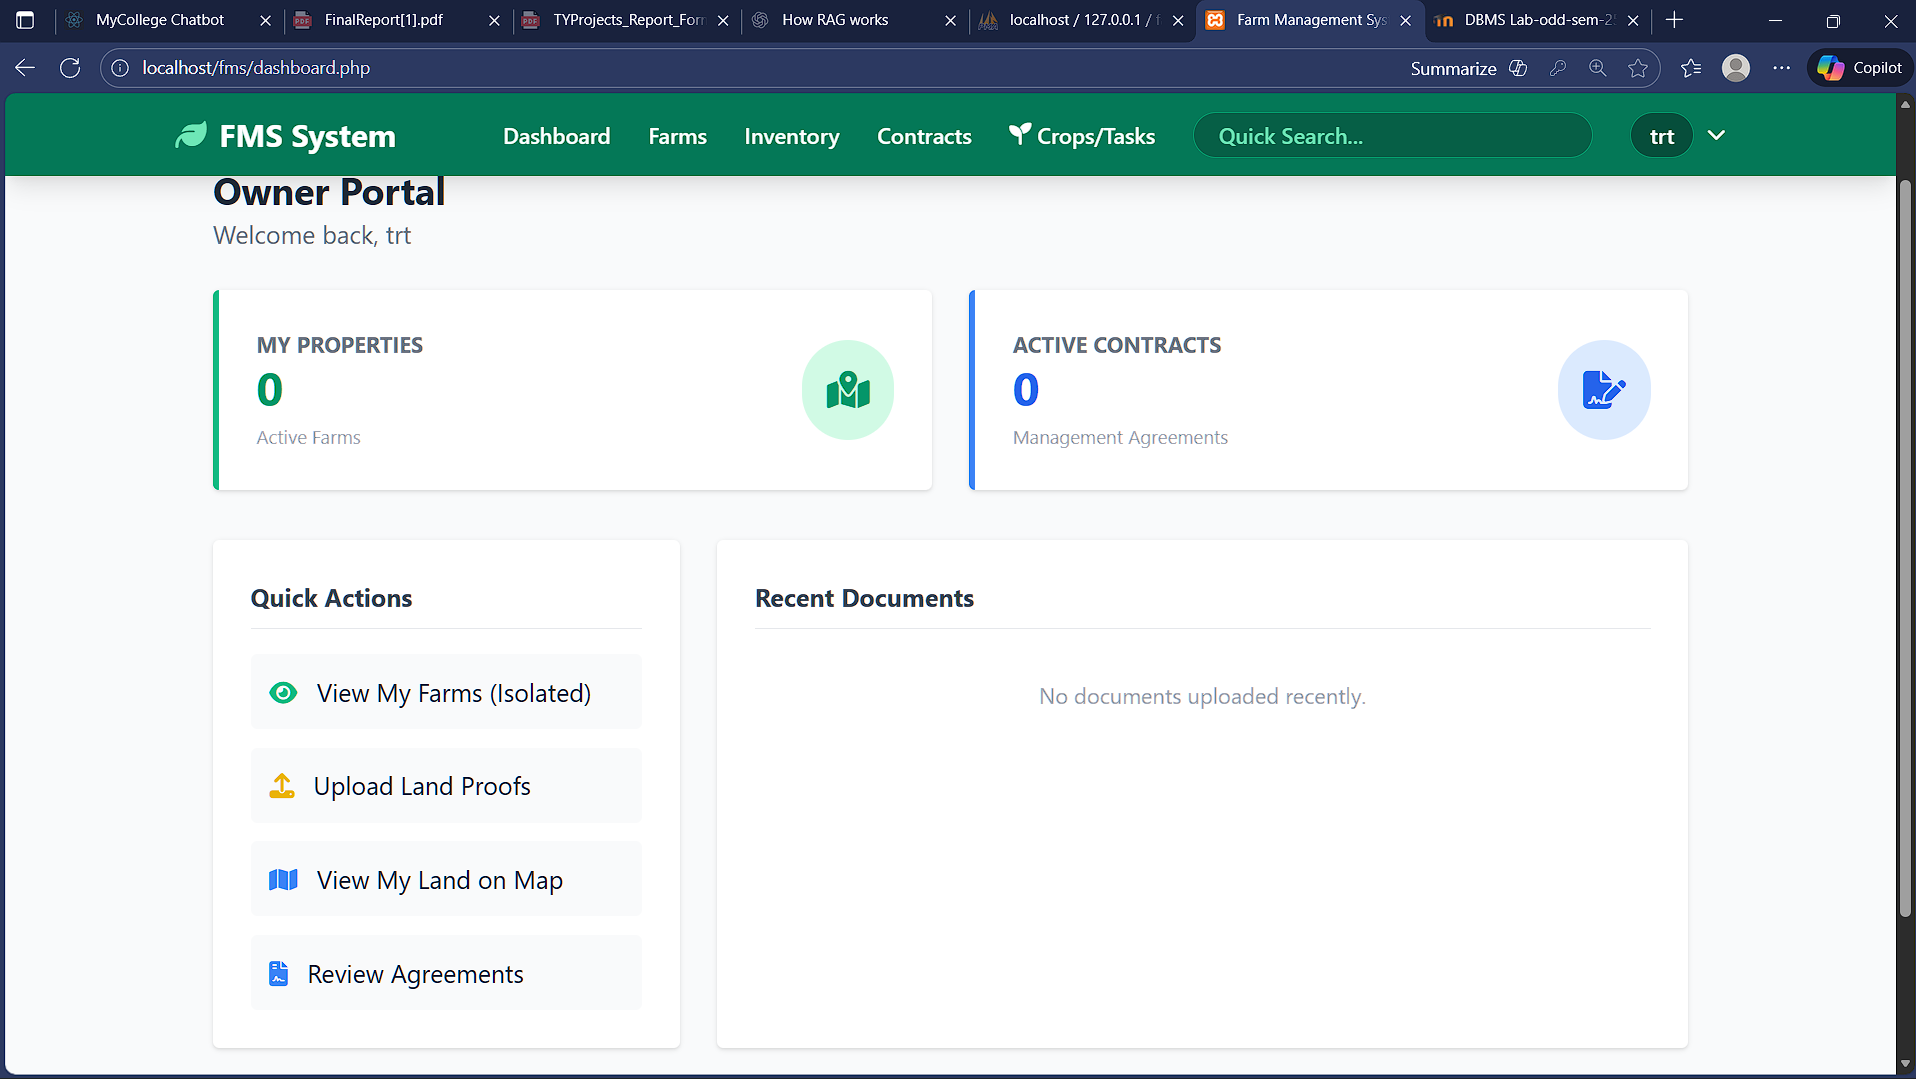 MyCollege Chatbot
FinalReport[1].pdf
TYProjects_Report_Form
How RAG works
localhost / 127.0.0.1 / f
Farm Management Sys
DBMS Lab-odd-sem-25
localhost/fms/dashboard.php
Summarize
Copilot
FMS System
Dashboard
Farms
Inventory
Contracts
Crops/Tasks
Quick Search...
trt
Owner Portal
Welcome back, trt
MY PROPERTIES
0
Active Farms
ACTIVE CONTRACTS
0
Management Agreements
Quick Actions
View My Farms (Isolated)
Upload Land Proofs
View My Land on Map
Review Agreements
Recent Documents
No documents uploaded recently.